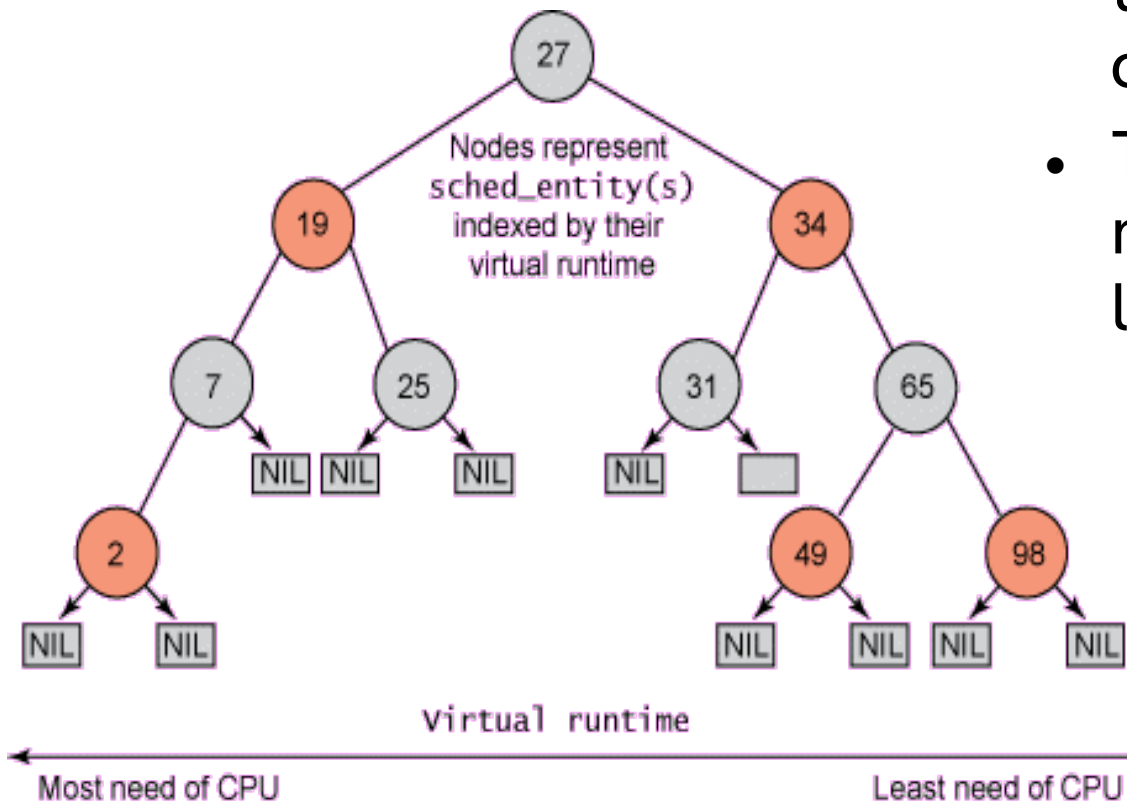 27
Nodes represent
sched_entity(s)
indexed by their
virtual runtime
19
34
7
25
31
65
NIL
NIL
NIL
NIL
2
49
98
NIL
NIL
NIL
NIL
NIL
NIL
Virtual runtime
Most need of CPU
Least need of CPU